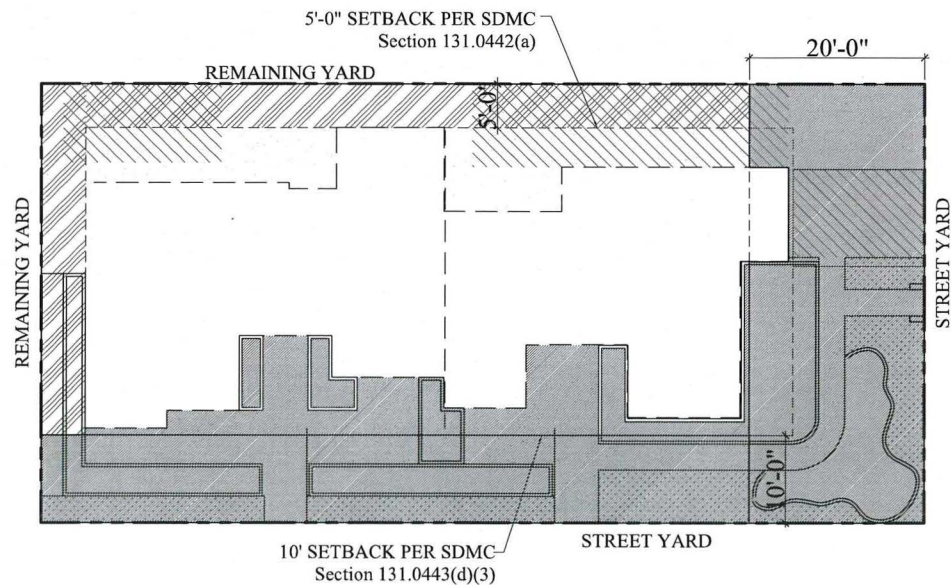 5'-0" SETBACK PER SDMC
Section 131.0442(a)
20'-0"
REMAINING YARD
5'-0'
REMAINING YARD
STREET YARD
10'-0"
10' SETBACK PER SDMC
Section 131.0443(d)(3)
STREET YARD